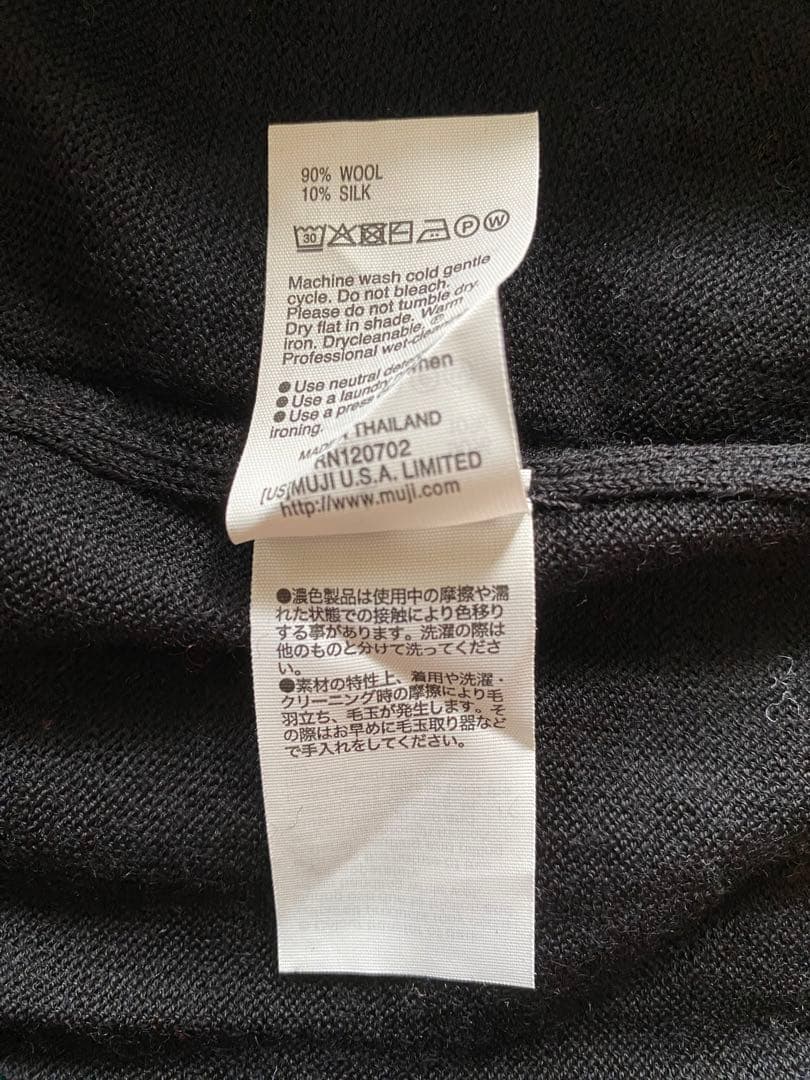 90% WOOL
10% SILK
30 P W
Machine wash cold gentle
cycle. Do not bleach.
Please do not tumble dry.
Dry flat in shade. Warm
iron. Drycleanable,
Professional
● Use neutral when
● Use a
● Use a
ironing.
THAILAND
RN120702
[US]MUJI U.S.A. LIMITED
http://www.muji.com
●濃色製品は使用中の摩擦や濡
れた状態での接触により色移り
する事があります。洗濯の際は
他のものと分けて洗ってくださ
い。
●素材の特性上、着用や洗濯・
クリーニング時の摩擦により毛
羽立ち、毛玉が発生します。そ
の際はお早めに毛玉取り器など
で手入れをしてください。